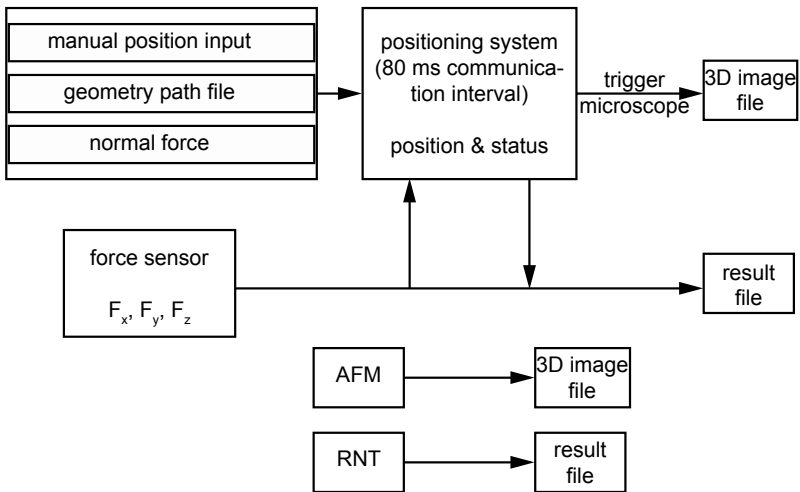 manual position input
geometry path file
normal force
positioning system
(80 ms communica-
tion interval)
position & status
trigger
microscope
3D image
file
force sensor
Fx, Fy, Fz
result
file
AFM
3D image
file
RNT
result
file